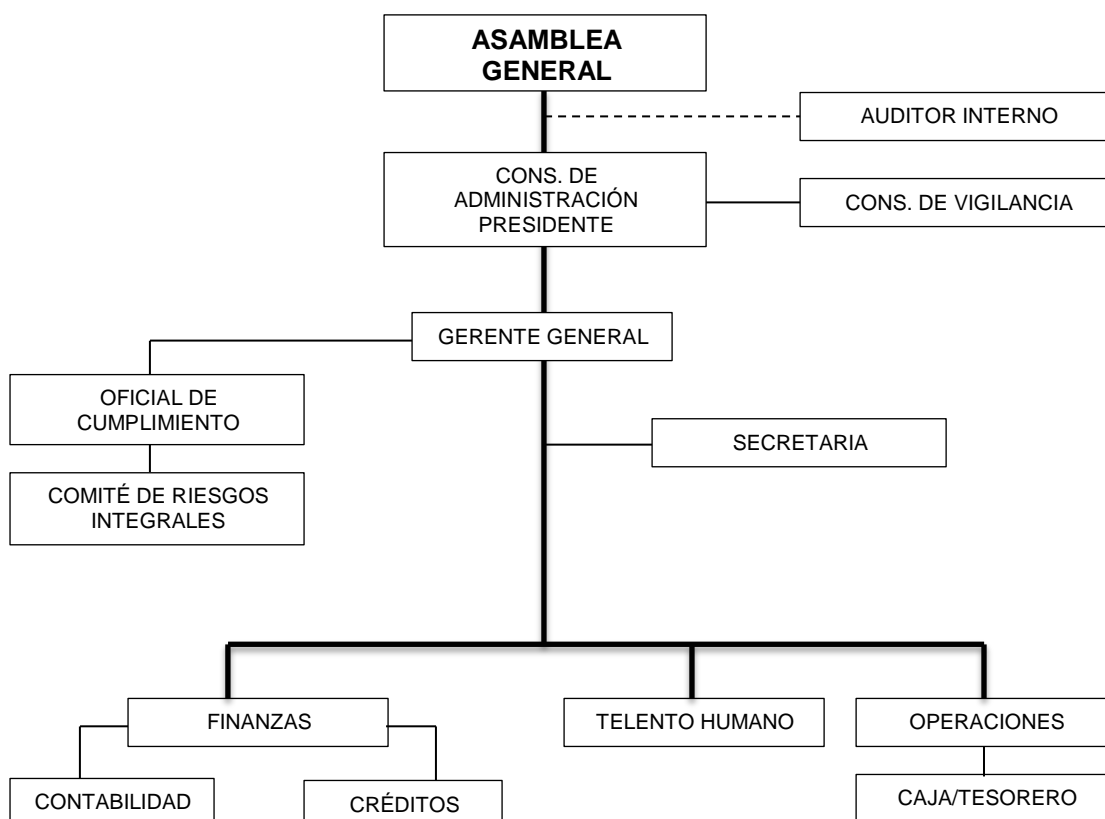 ASAMBLEA
GENERAL
AUDITOR INTERNO
CONS. DE
ADMINISTRACIÓN
PRESIDENTE
CONS. DE VIGILANCIA
GERENTE GENERAL
OFICIAL DE
CUMPLIMIENTO
SECRETARIA
COMITÉ DE RIESGOS
INTEGRALES
FINANZAS
TELENTO HUMANO
OPERACIONES
CONTABILIDAD
CRÉDITOS
CAJA/TESORERO